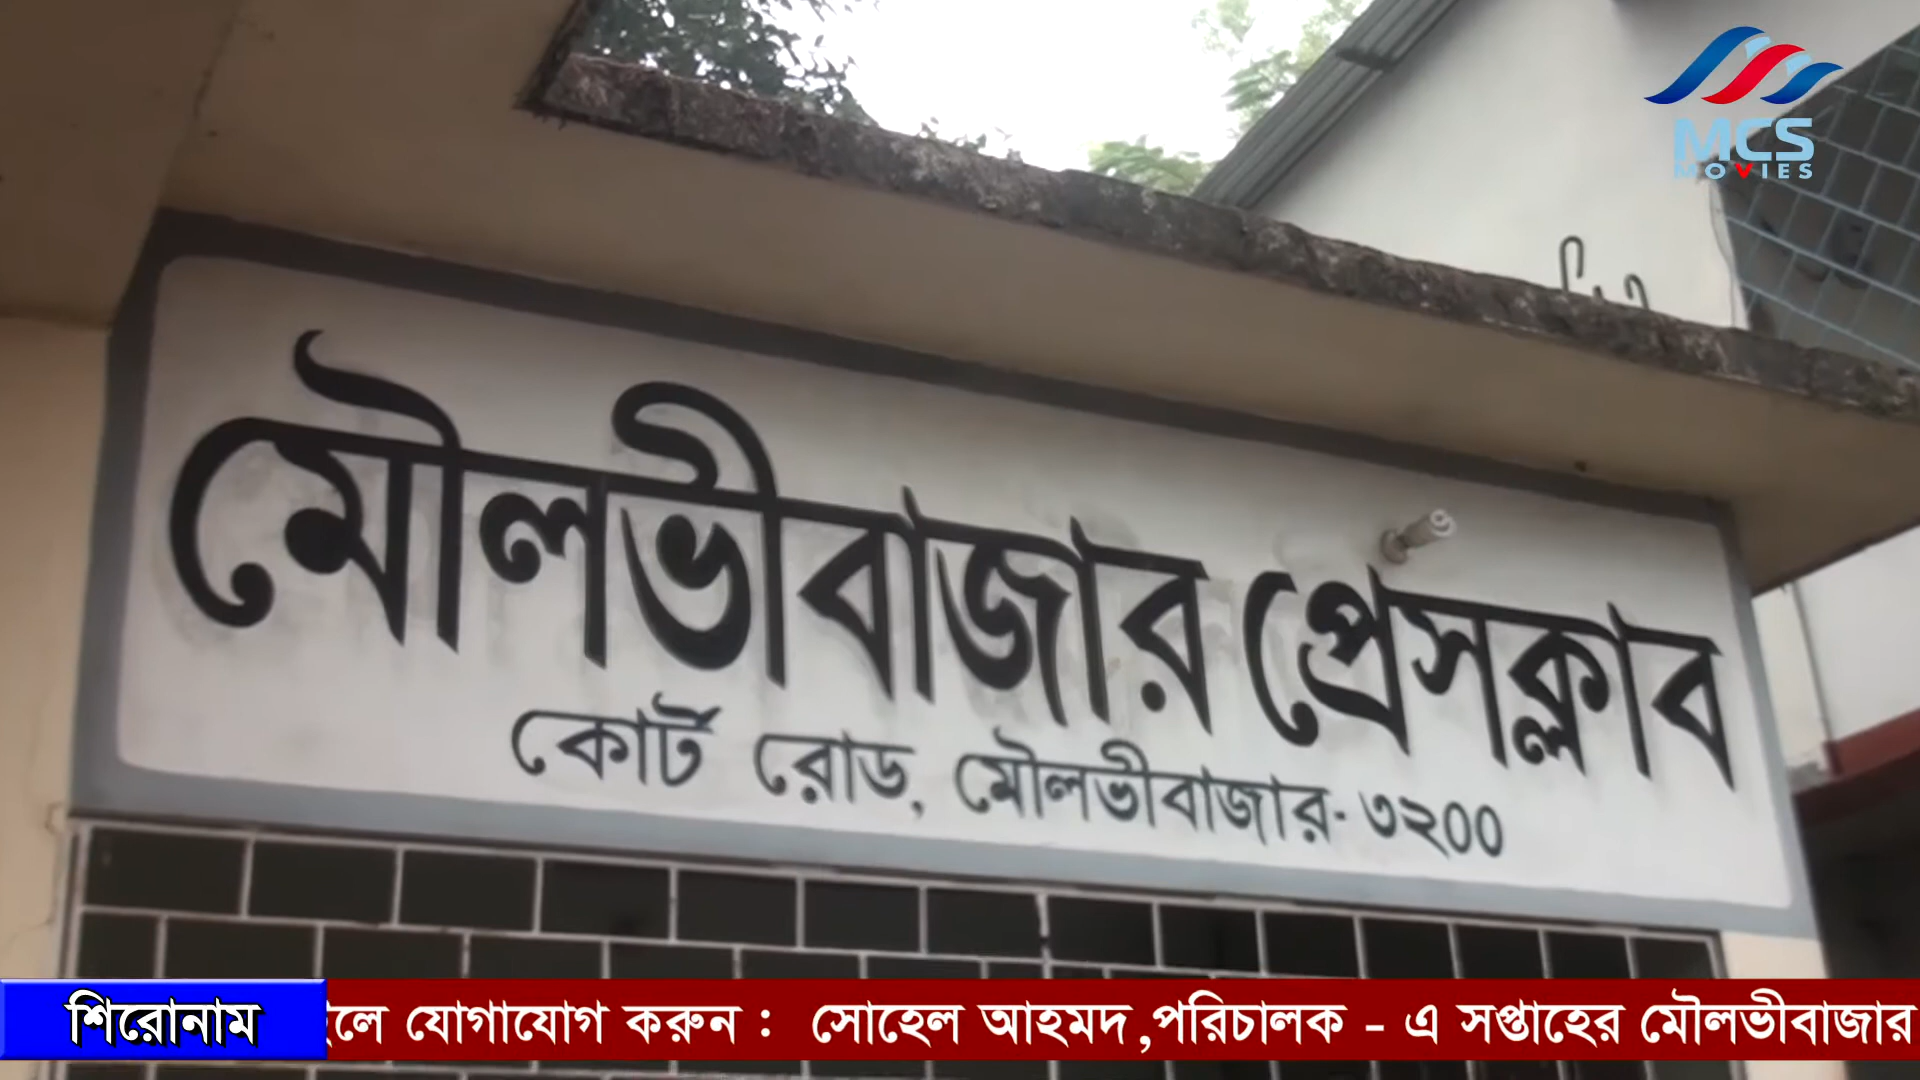 MCS
MOVIES
মৌলভীবাজার প্রেসক্লাব
কোর্ট রোড, মৌলভীবাজার- ৩২০০
শিরোনাম
যোগাযোগ করুন : সোহেল আহমদ,পরিচালক - এ সপ্তাহের মৌলভীবাজার